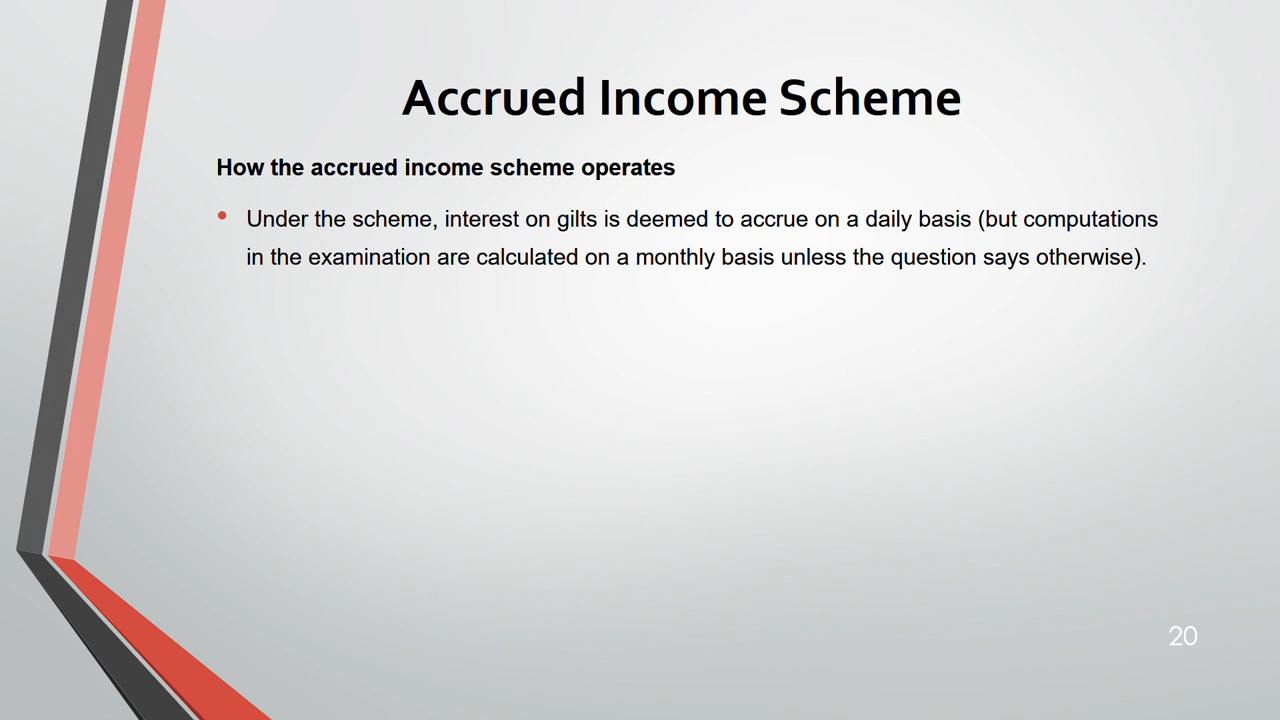 Accrued Income Scheme
How the accrued income scheme operates
• Under the scheme, interest on gilts is deemed to accrue on a daily basis (but computations
in the examination are calculated on a monthly basis unless the question says otherwise).
20